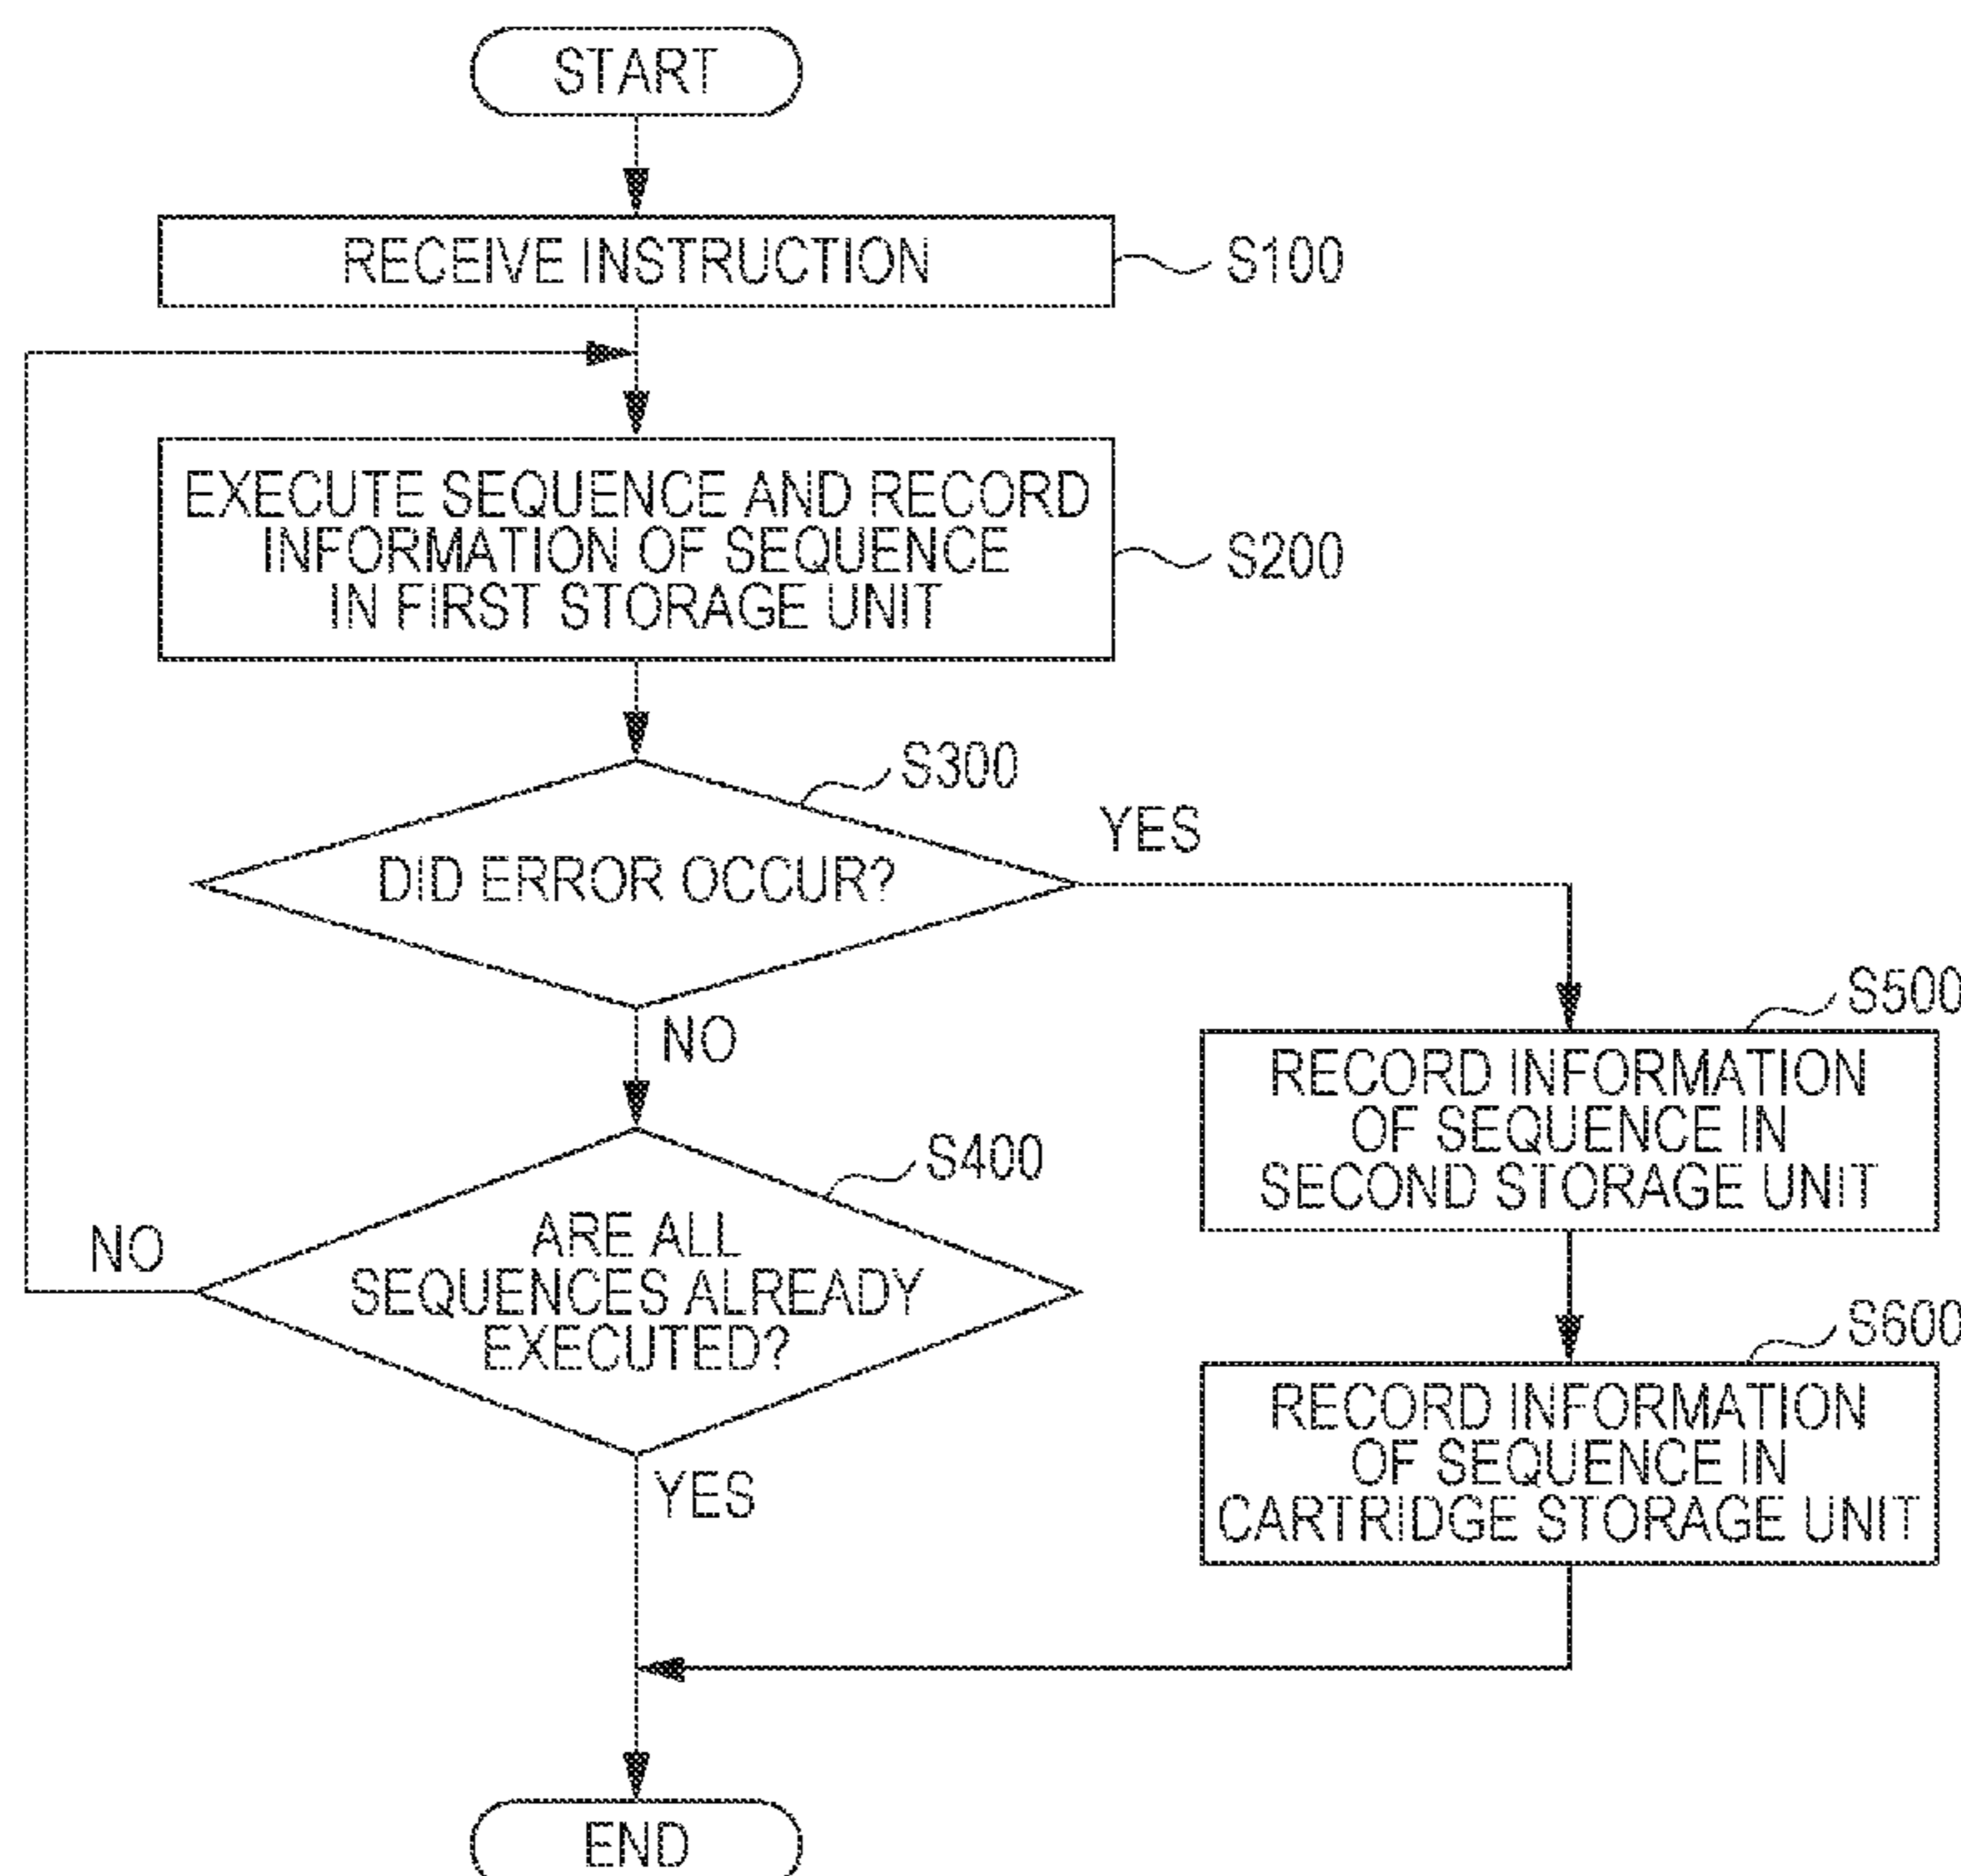 START
RECEIVE INSTRUCTION
S100
EXECUTE SEQUENCE AND RECORD
INFORMATION OF SEQUENCE
IN FIRST STORAGE UNIT
S200
S300
DID ERROR OCCUR?
YES
NO
S400
ARE ALL
SEQUENCES ALREADY
EXECUTED?
NO
YES
S500
RECORD INFORMATION
OF SEQUENCE IN
SECOND STORAGE UNIT
S600
RECORD INFORMATION
OF SEQUENCE IN
CARTRIDGE STORAGE UNIT
END